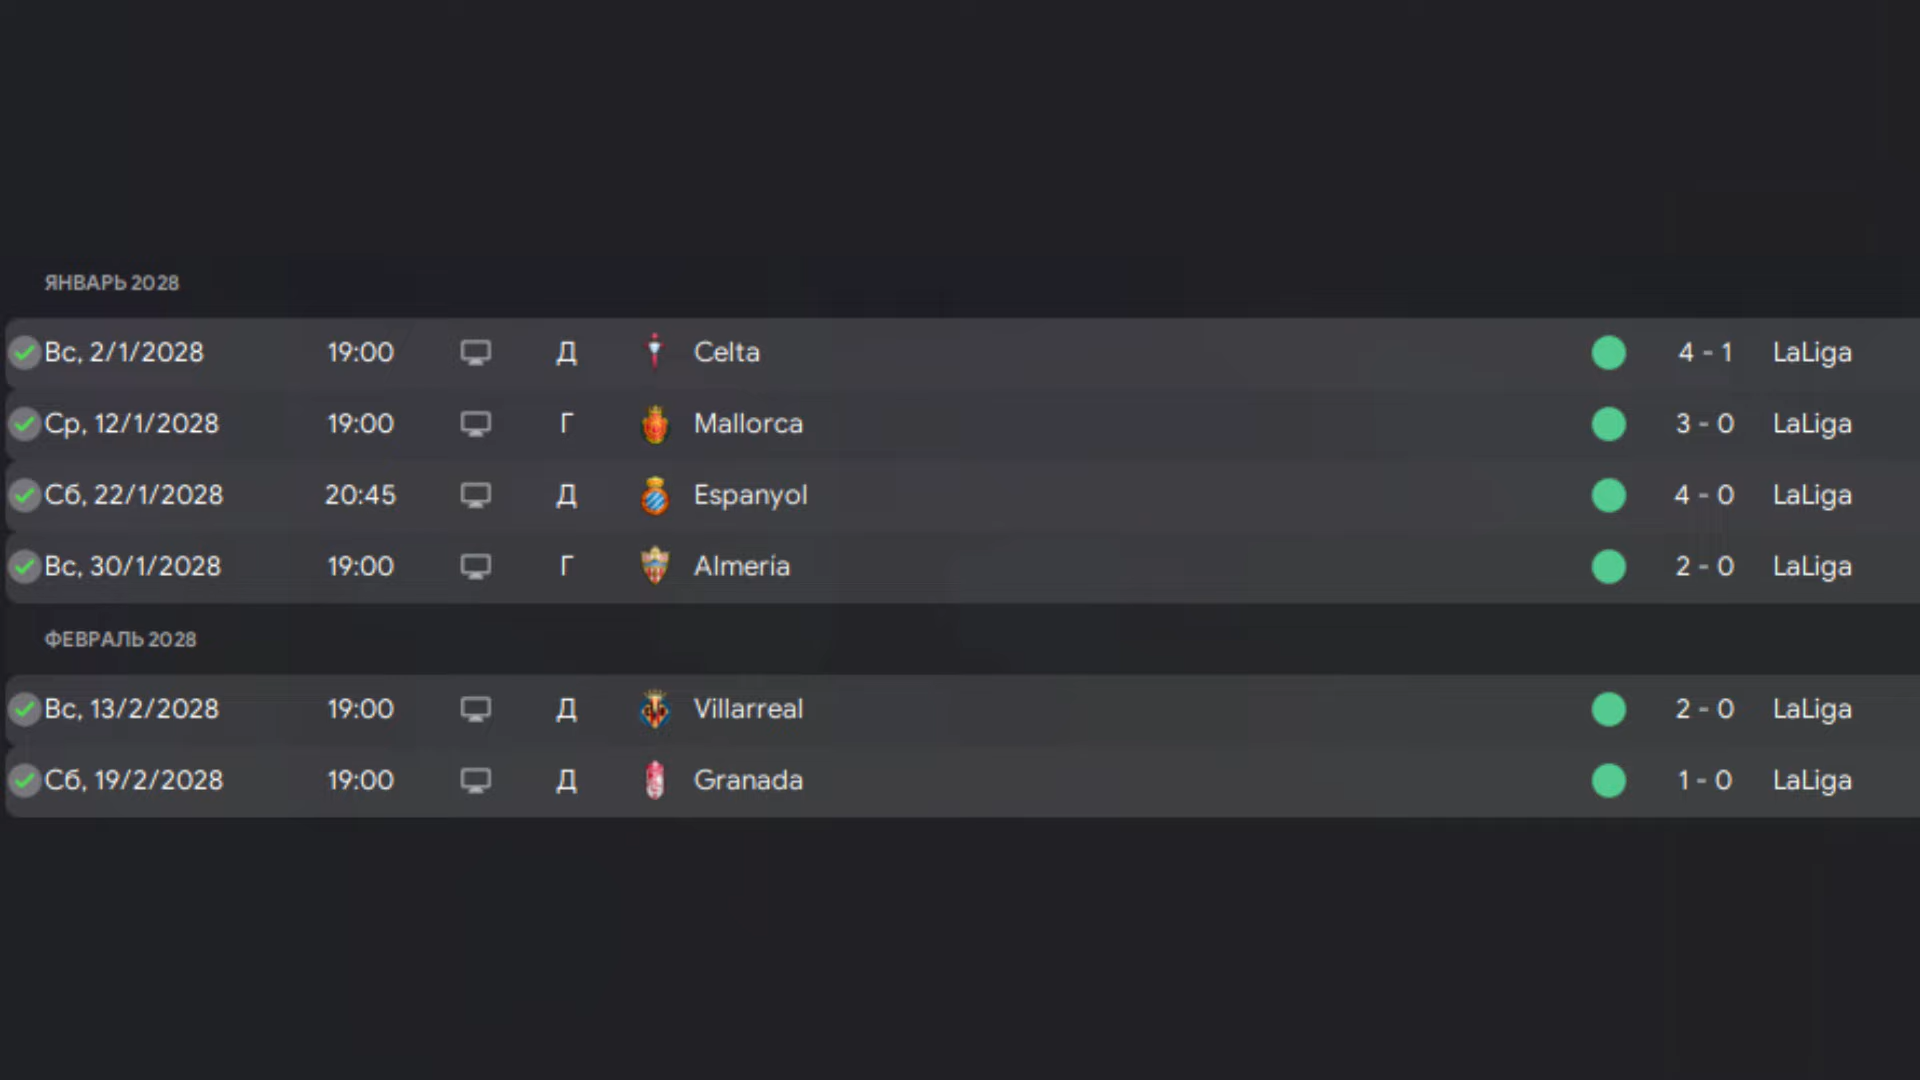 ЯНВАРЬ 2028
Вс, 2/1/2028 19:00 Д Celta 4 - 1 LaLiga
Ср, 12/1/2028 19:00 Г Mallorca 3 - 0 LaLiga
Сб, 22/1/2028 20:45 Д Espanyol 4 - 0 LaLiga
Вс, 30/1/2028 19:00 Г Almería 2 - 0 LaLiga
ФЕВРАЛЬ 2028
Вс, 13/2/2028 19:00 Д Villarreal 2 - 0 LaLiga
Сб, 19/2/2028 19:00 Д Granada 1 - 0 LaLiga